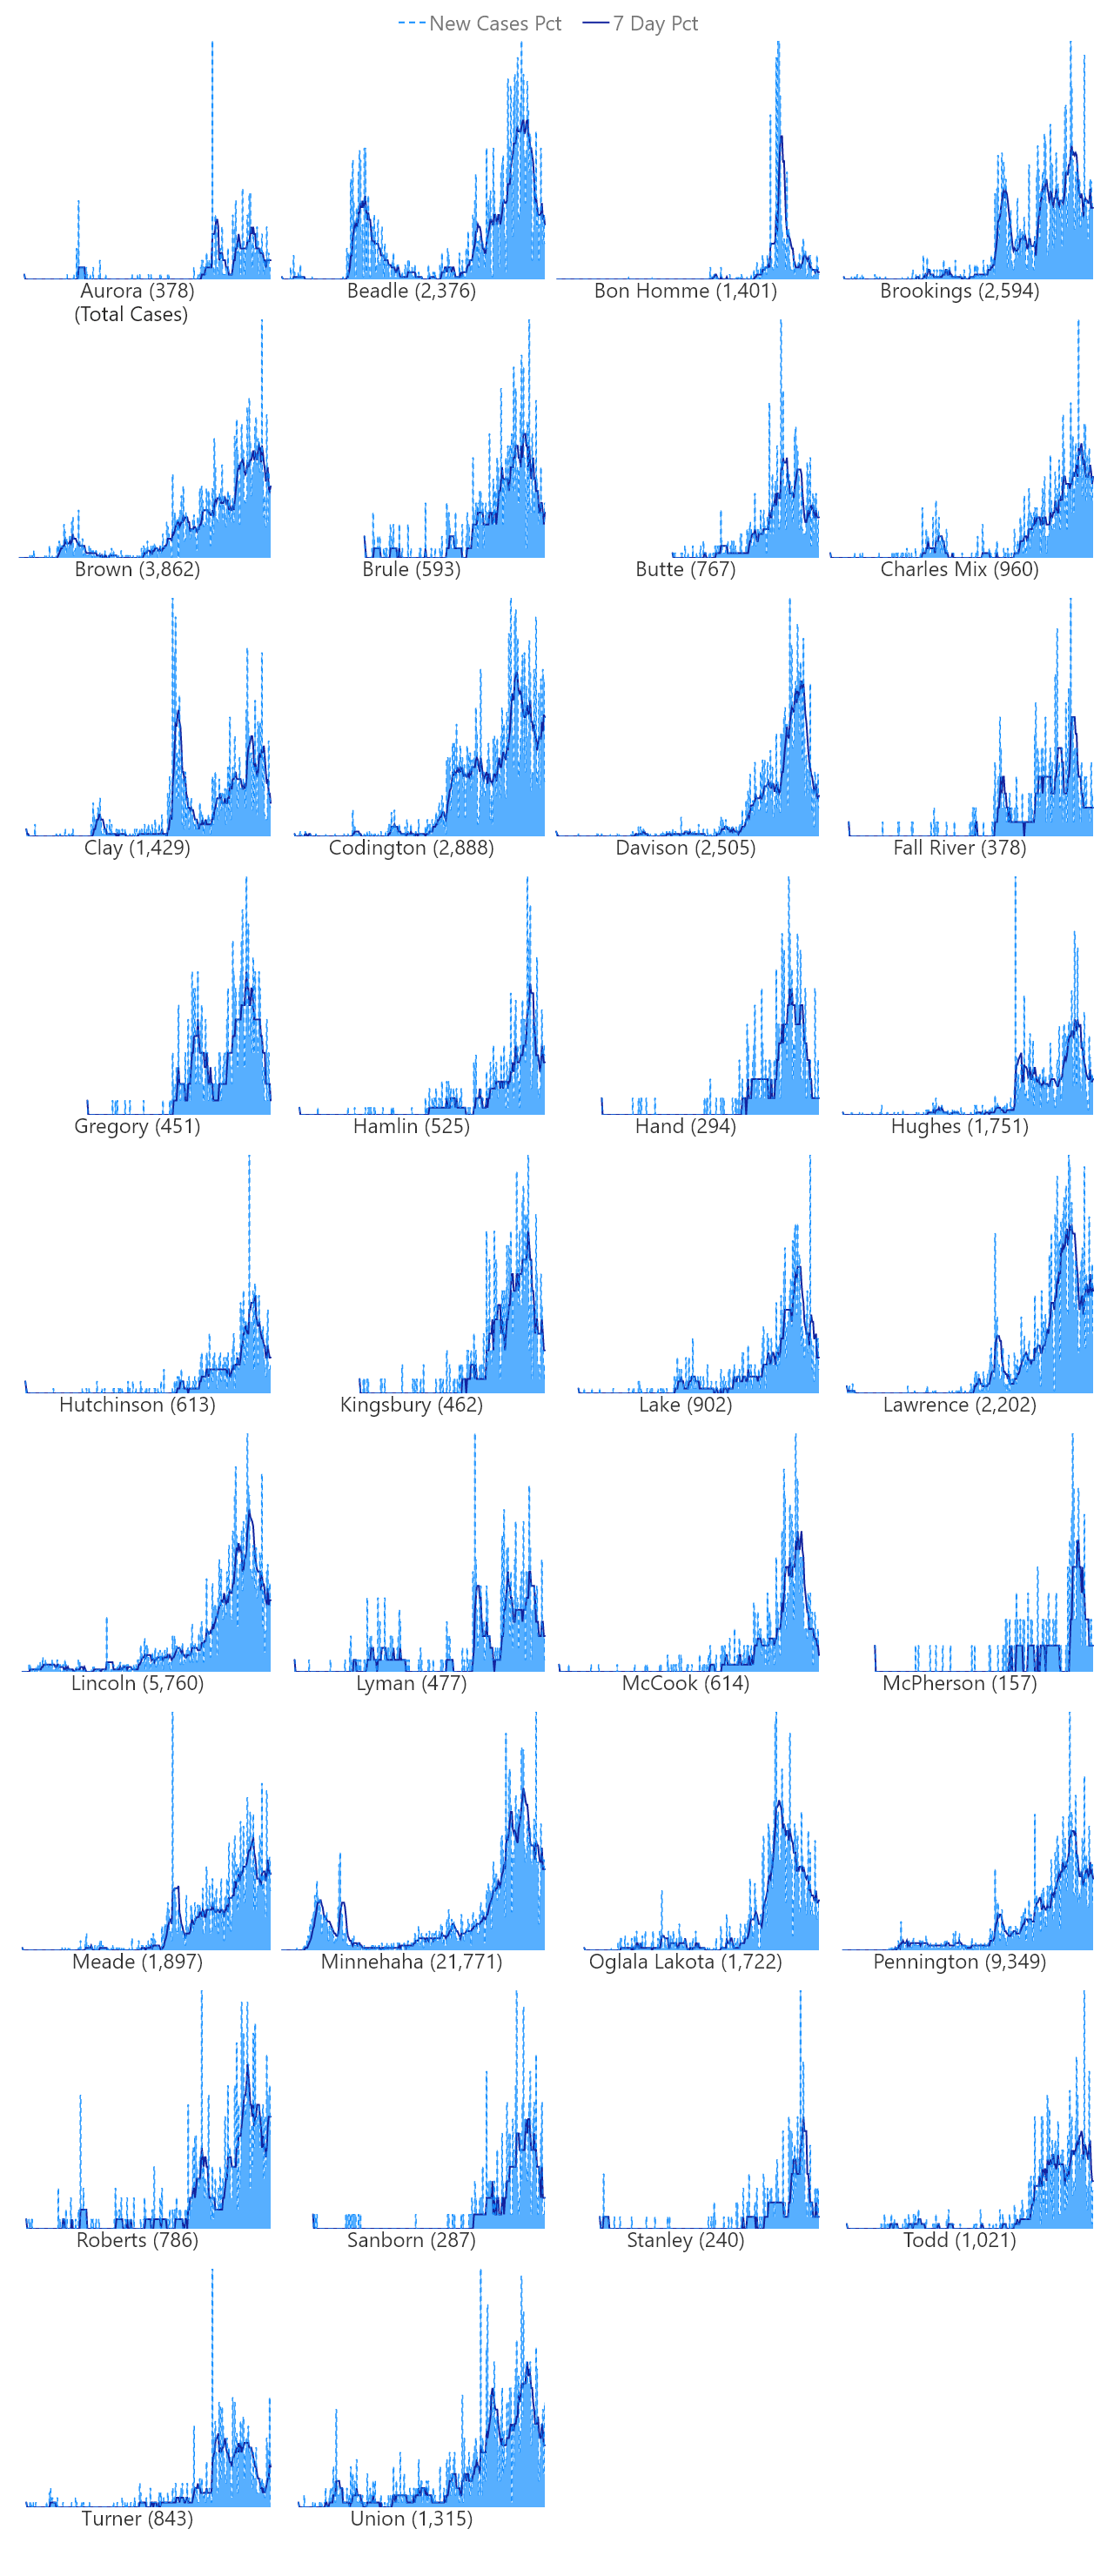 New Cases Pct 7 Day Pct
Aurora (378) Beadle (2,376) Bon Homme (1,401) Brookings (2,594)
(Total Cases)
Brown (3,862) Brule (593) Butte (767) Charles Mix (960)
Clay (1,429) Codington (2,888) Davison (2,505) Fall River (378)
Gregory (451) Hamlin (525) Hand (294) Hughes (1,751)
Hutchinson (613) Kingsbury (462) Lake (902) Lawrence (2,202)
Lincoln (5,760) Lyman (477) McCook (614) McPherson (157)
Meade (1,897) Minnehaha (21,771) Oglala Lakota (1,722) Pennington (9,349)
Roberts (786) Sanborn (287) Stanley (240) Todd (1,021)
Turner (843) Union (1,315)